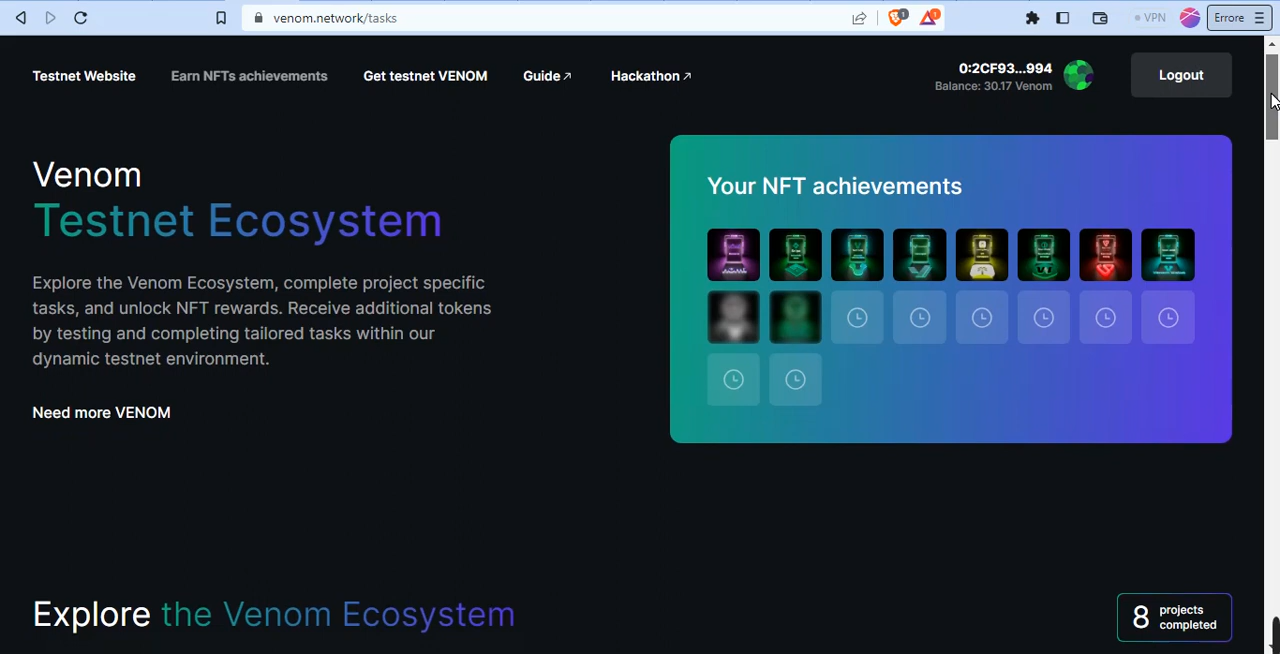 venom.network/tasks
1
1
VPN
Errore
Testnet Website
Earn NFTs achievements
Get testnet VENOM
Guide↗
Hackathon↗
0:2CF93...994
Balance: 30.17 Venom
Logout
Venom
Testnet Ecosystem
Explore the Venom Ecosystem, complete project specific
tasks, and unlock NFT rewards. Receive additional tokens
by testing and completing tailored tasks within our
dynamic testnet environment.
Need more VENOM
Your NFT achievements
Explore the Venom Ecosystem
8 projects
completed